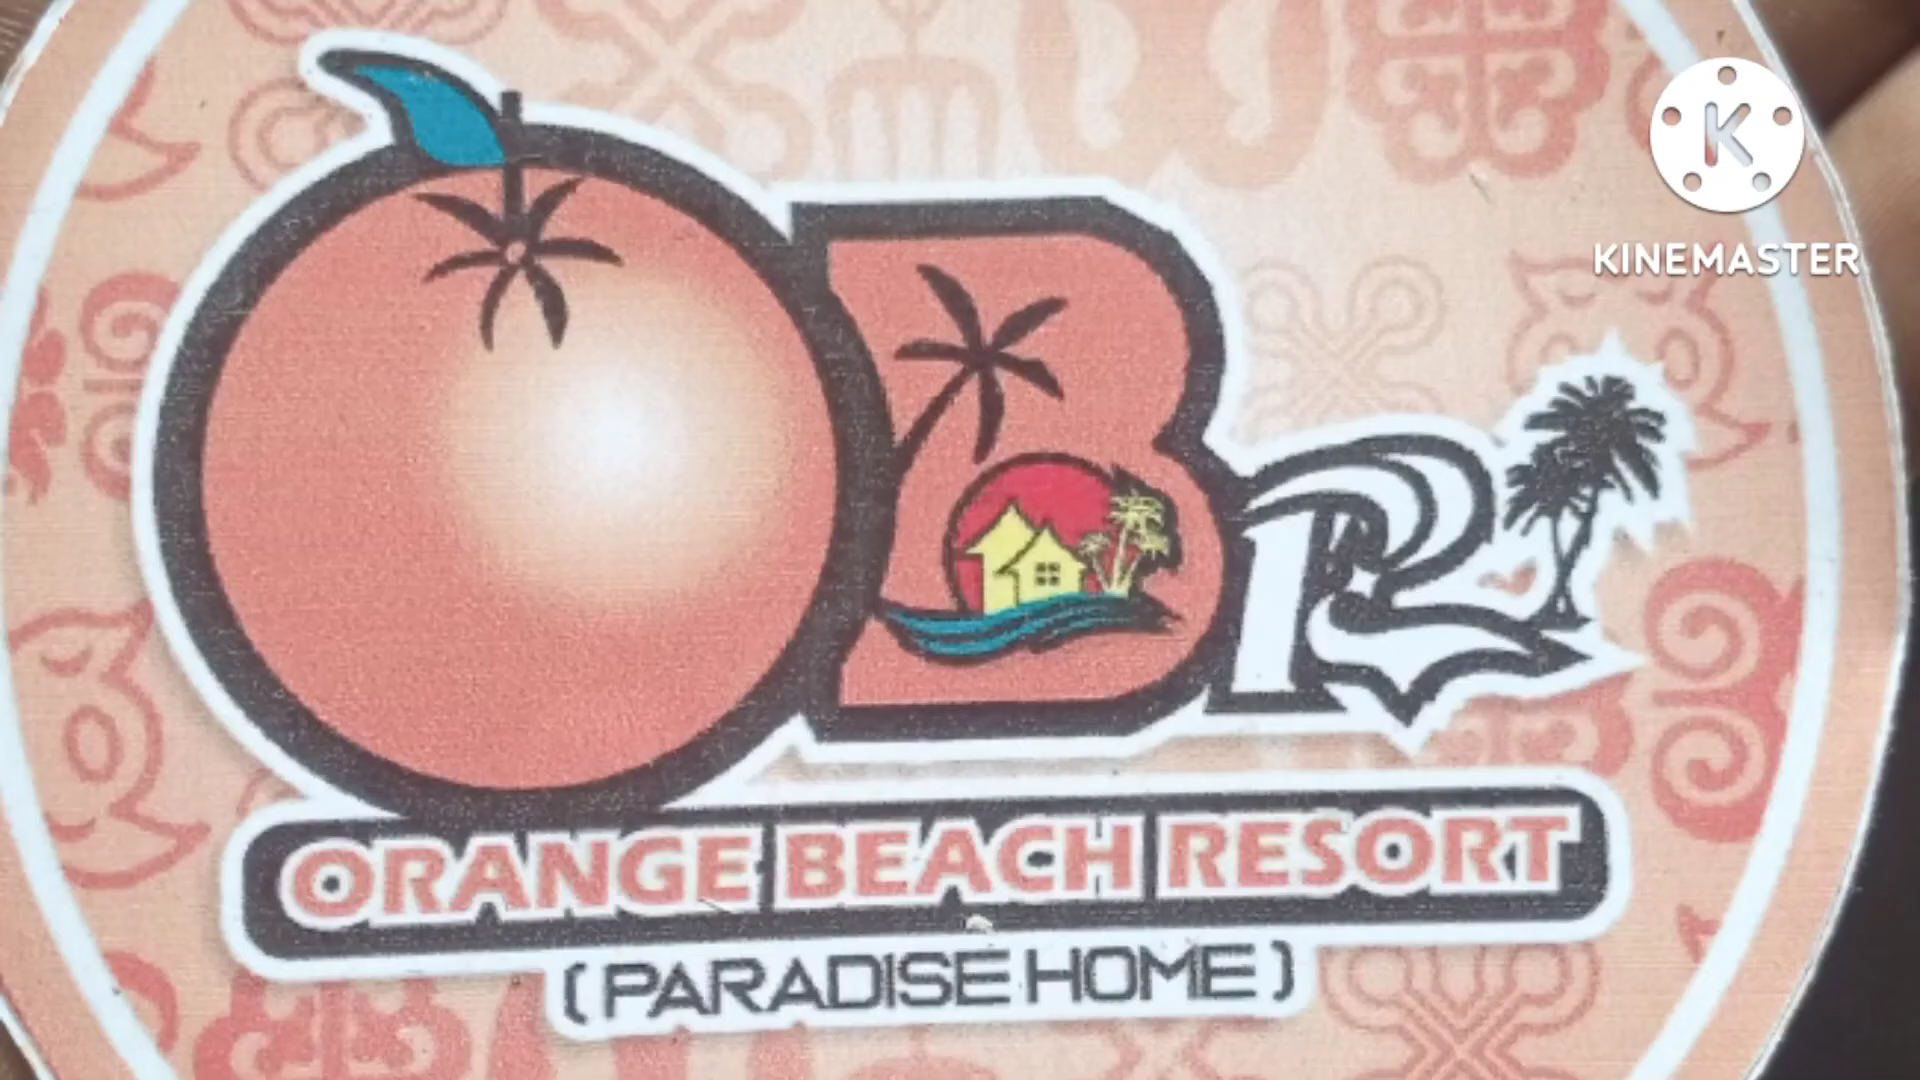 K
KINEMASTER
OBR
ORANGE BEACH RESORT
(PARADISE HOME)